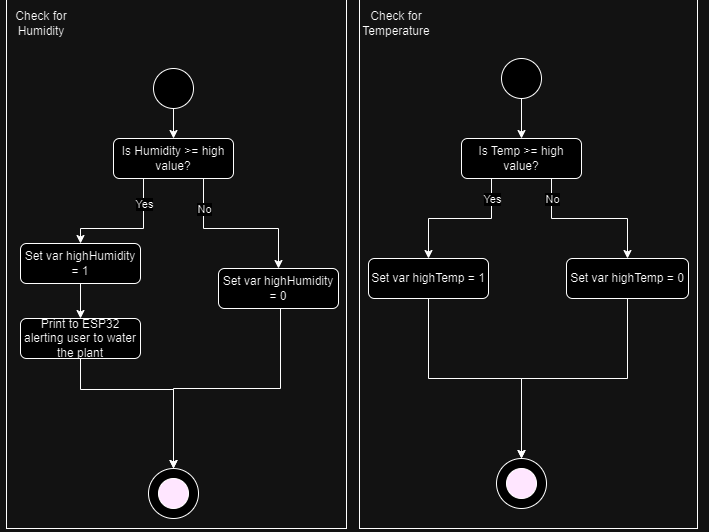 Check for
Humidity
Is Humidity >= high
value?
Yes
No
Set var highHumidity
= 1
Set var highHumidity
= 0
Print to ESP32
alerting user to water
the plant
Check for
Temperature
Is Temp >= high
value?
Yes
No
Set var highTemp = 1
Set var highTemp = 0